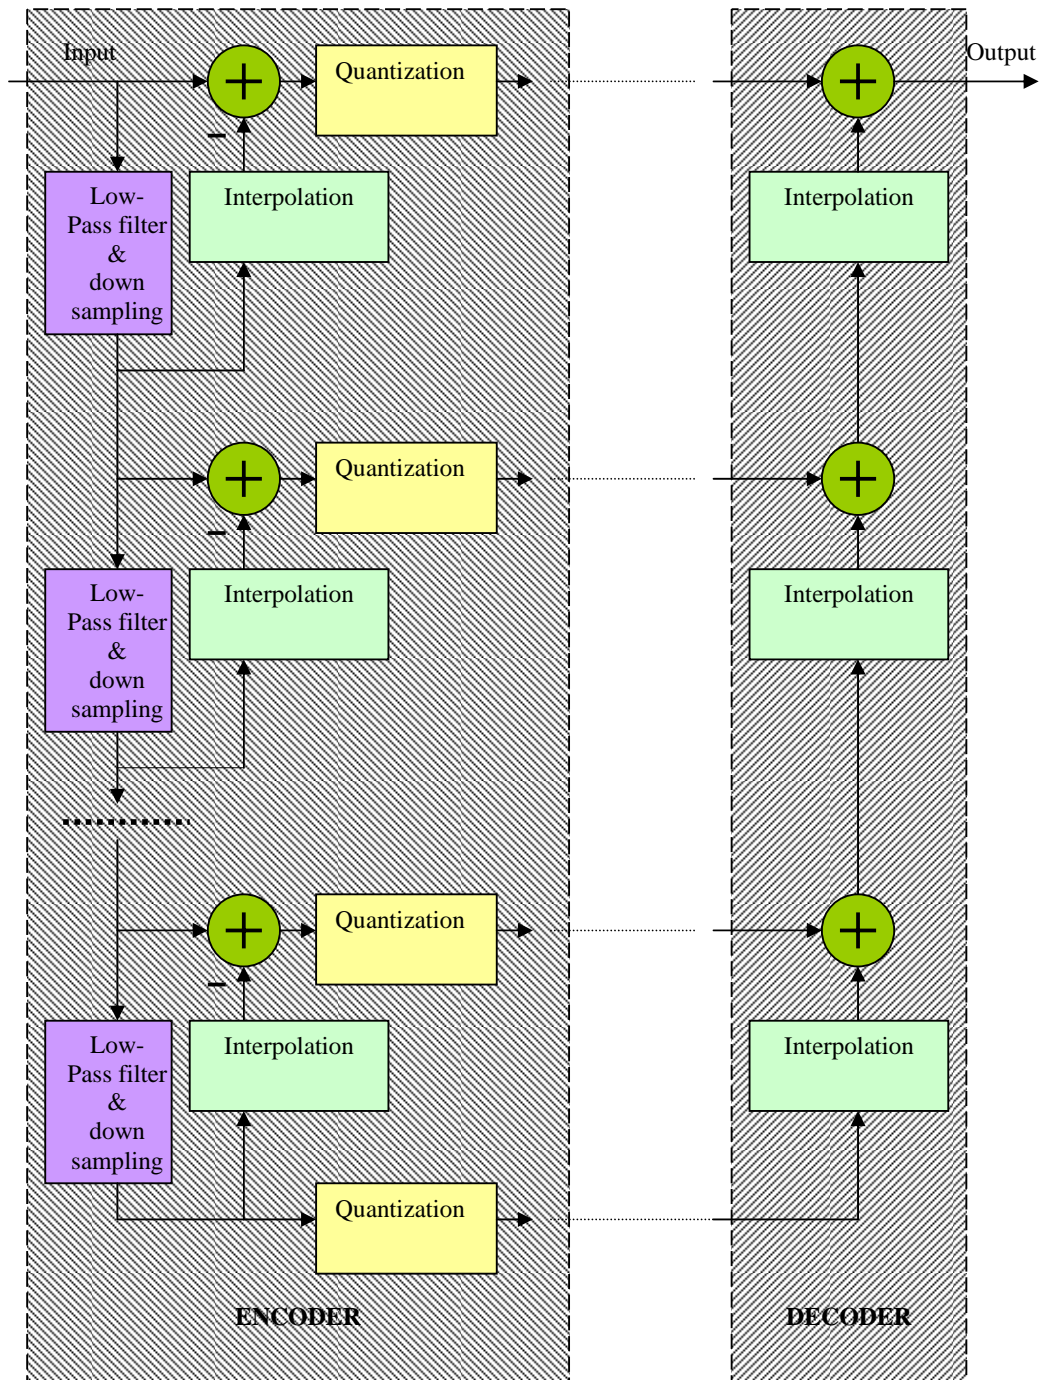 Input
Quantization
Output
Low-
Pass filter
&
down
sampling
Interpolation
Interpolation
Quantization
Low-
Pass filter
&
down
sampling
Interpolation
Interpolation
Quantization
Low-
Pass filter
&
down
sampling
Interpolation
Interpolation
Quantization
ENCODER
DECODER